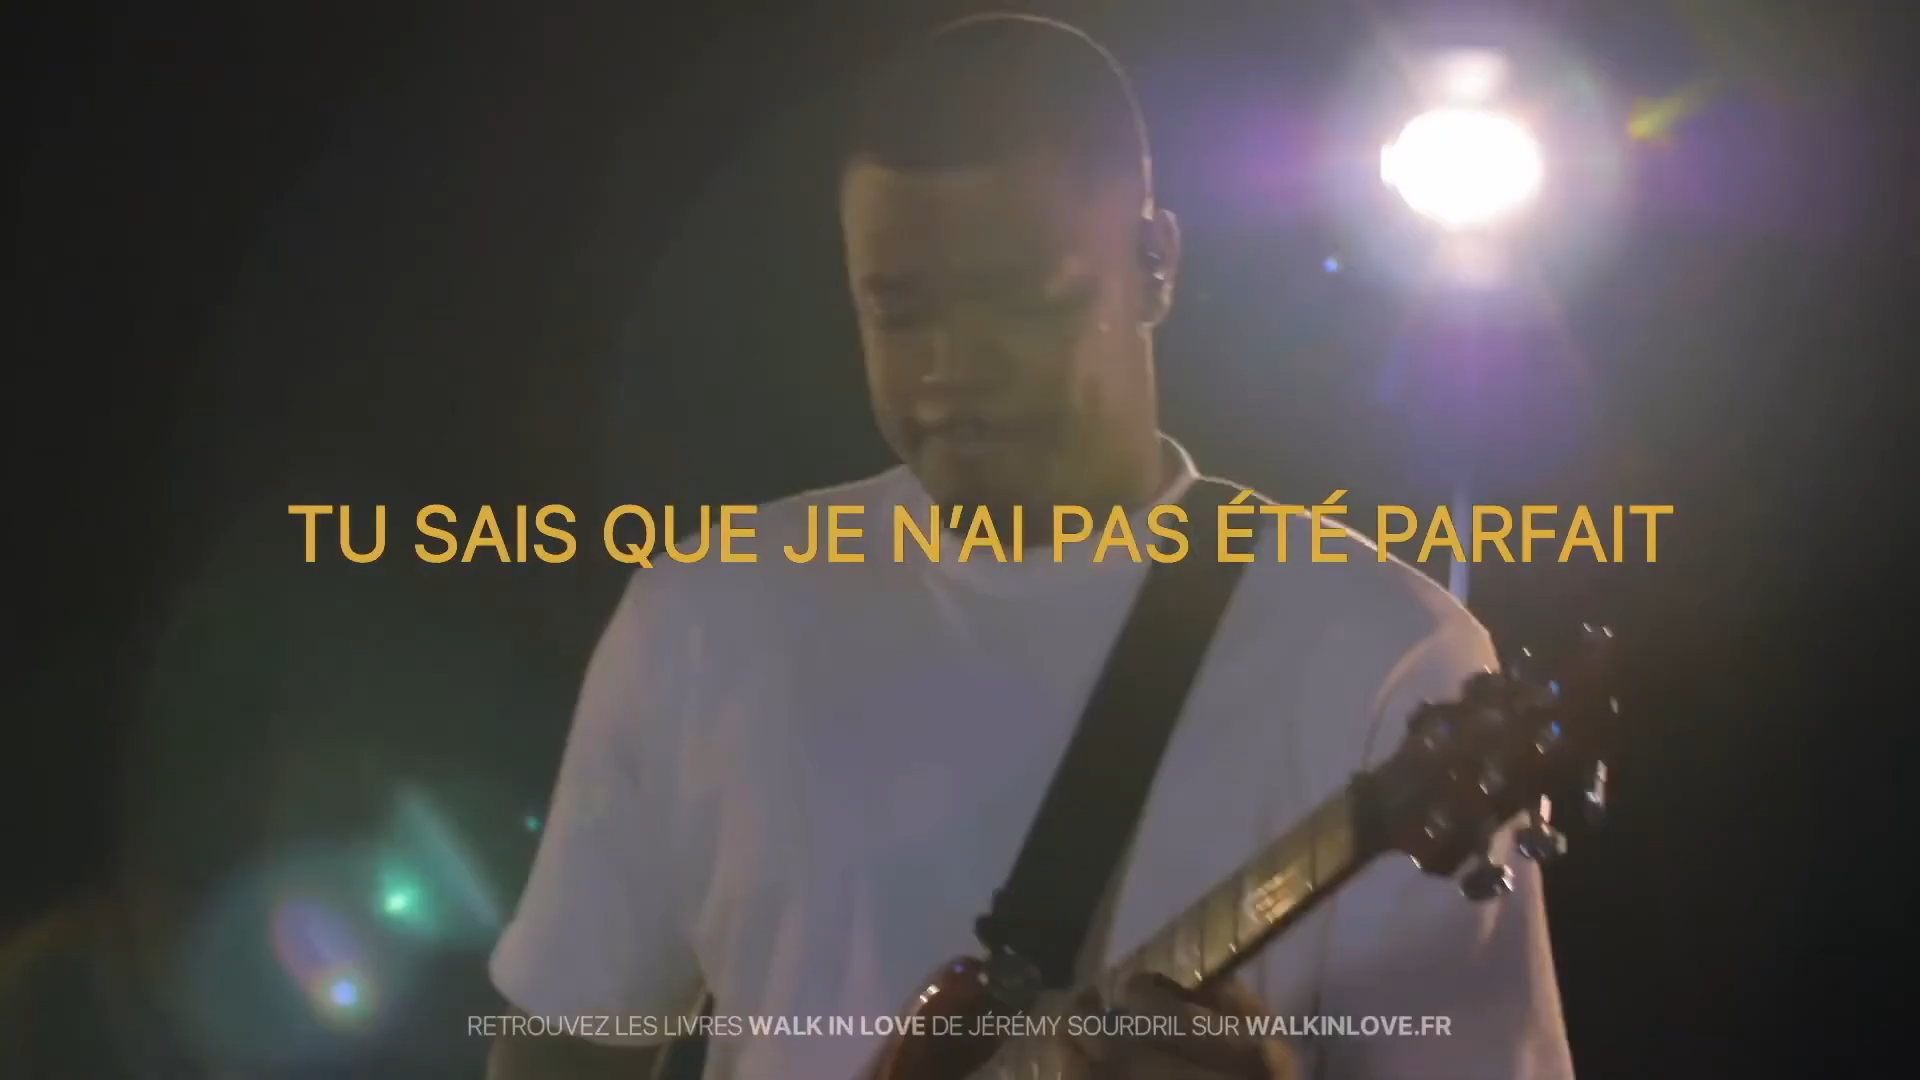 TU SAIS QUE JE N’AI PAS ÉTÉ PARFAIT
RETROUVEZ LES LIVRES WALK IN LOVE DE JÉRÉMY SOURDRIL SUR WALKINLOVE.FR